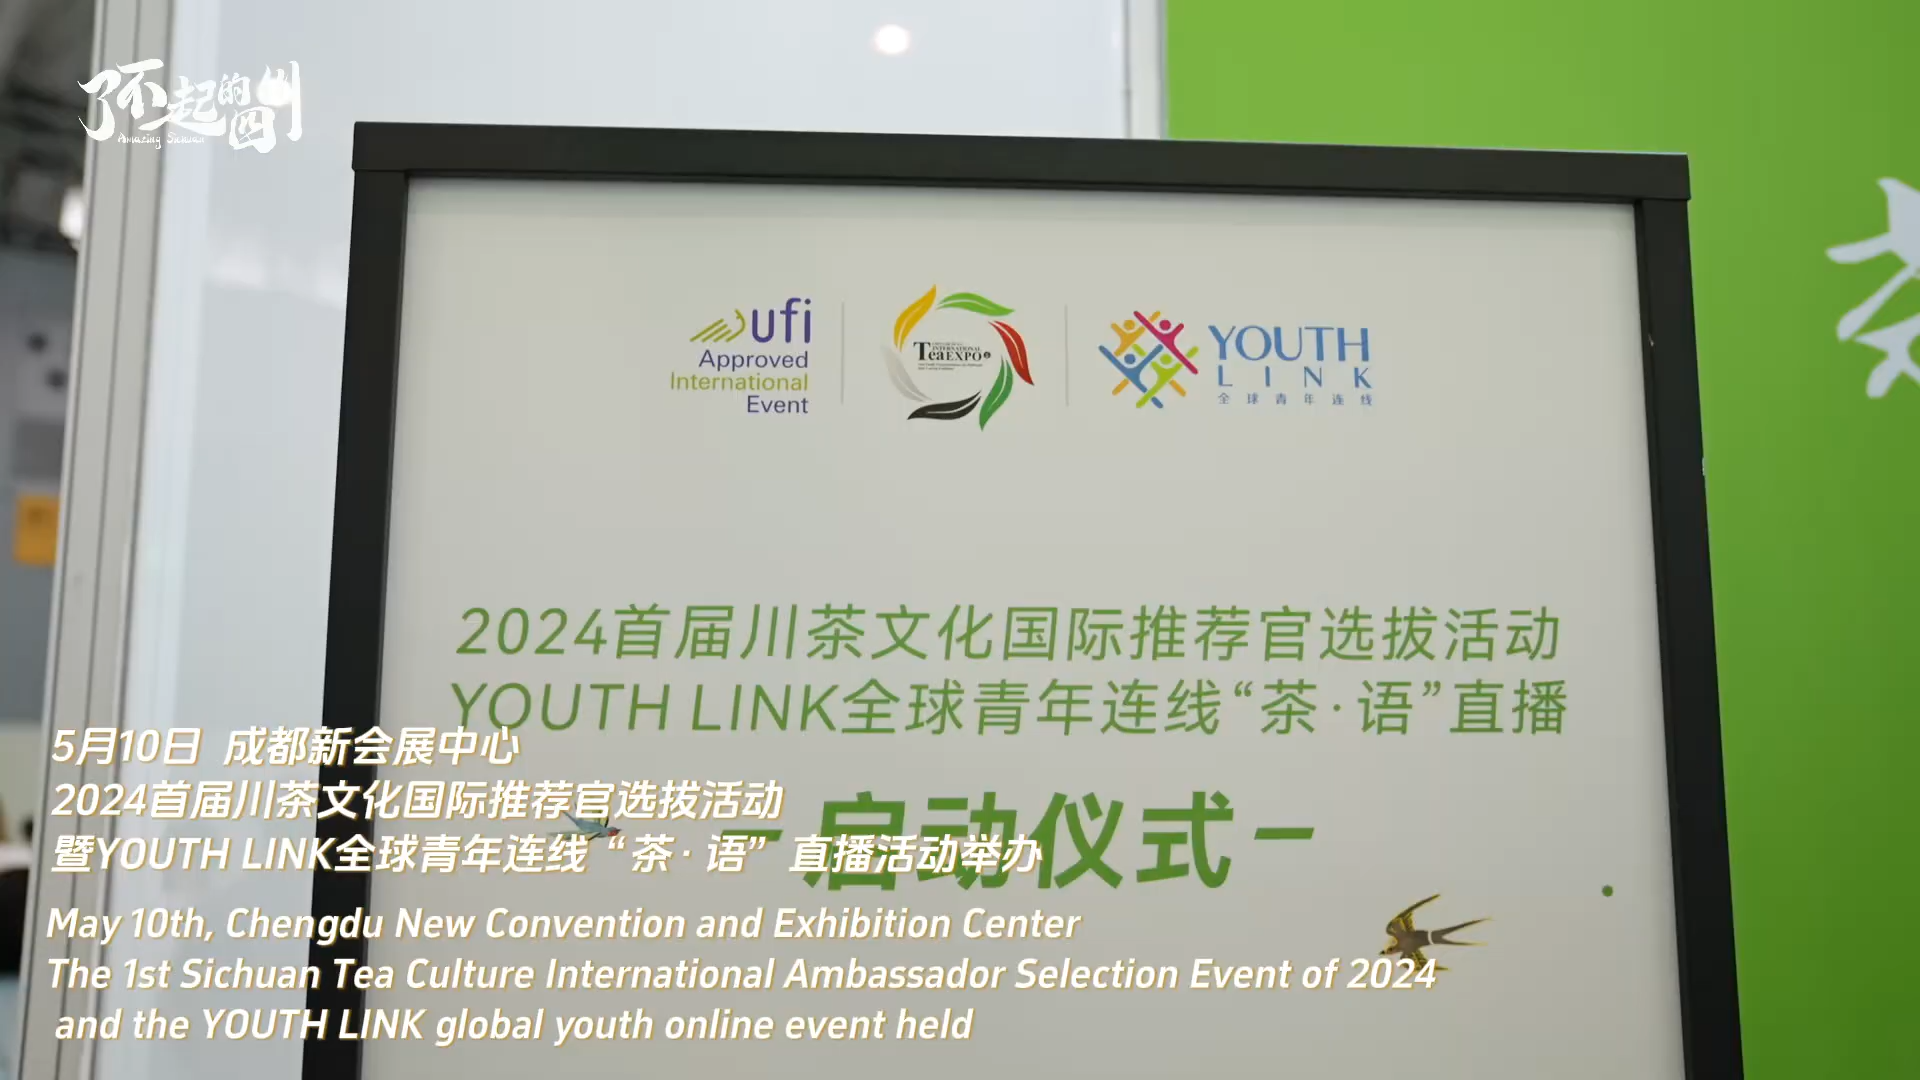 了不起的四川
Amazing Sichuan
ufi
Approved
International
Event
INTERNATIONAL
TeaEXPO
YOUTH
LINK
全球青年连线
2024首届川茶文化国际推荐官选拔活动
YOUTH LINK全球青年连线“茶·语”直播
启动仪式
5月10日 成都新会展中心
2024首届川茶文化国际推荐官选拔活动
暨YOUTH LINK全球青年连线“茶·语”直播活动举办
May 10th, Chengdu New Convention and Exhibition Center
The 1st Sichuan Tea Culture International Ambassador Selection Event of 2024
and the YOUTH LINK global youth online event held